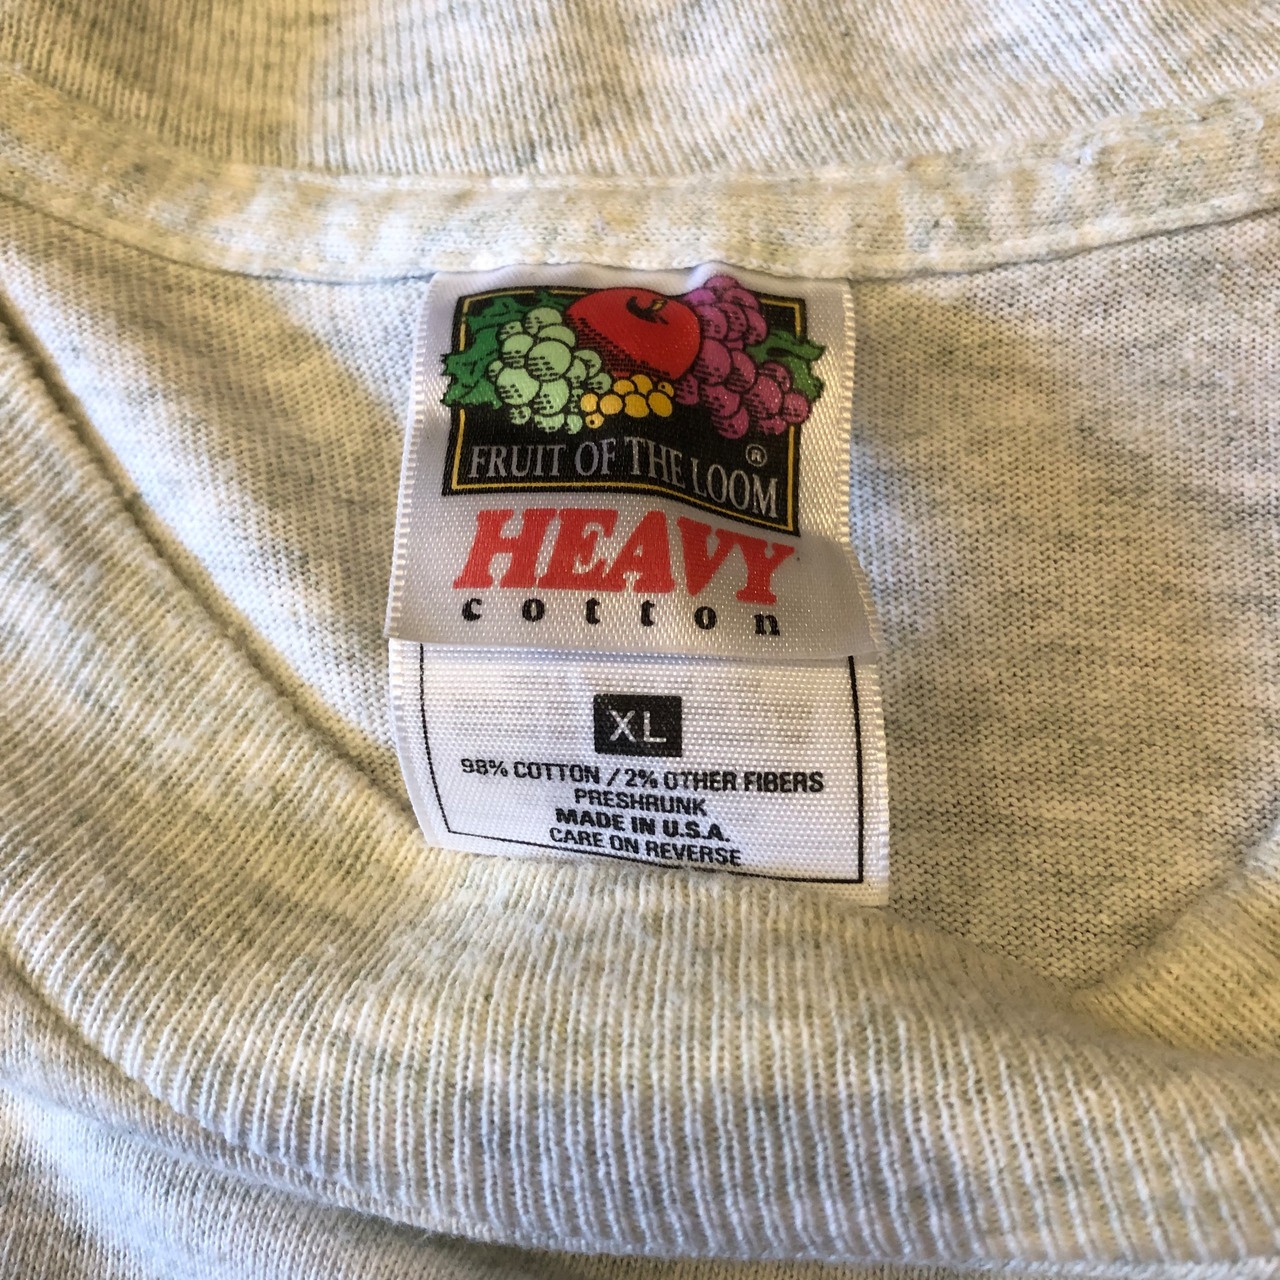 FRUIT OF THE LOOM ®
HEAVY
cotton
XL
98% COTTON / 2% OTHER FIBERS
PRESHRUNK
MADE IN U.S.A.
CARE ON REVERSE